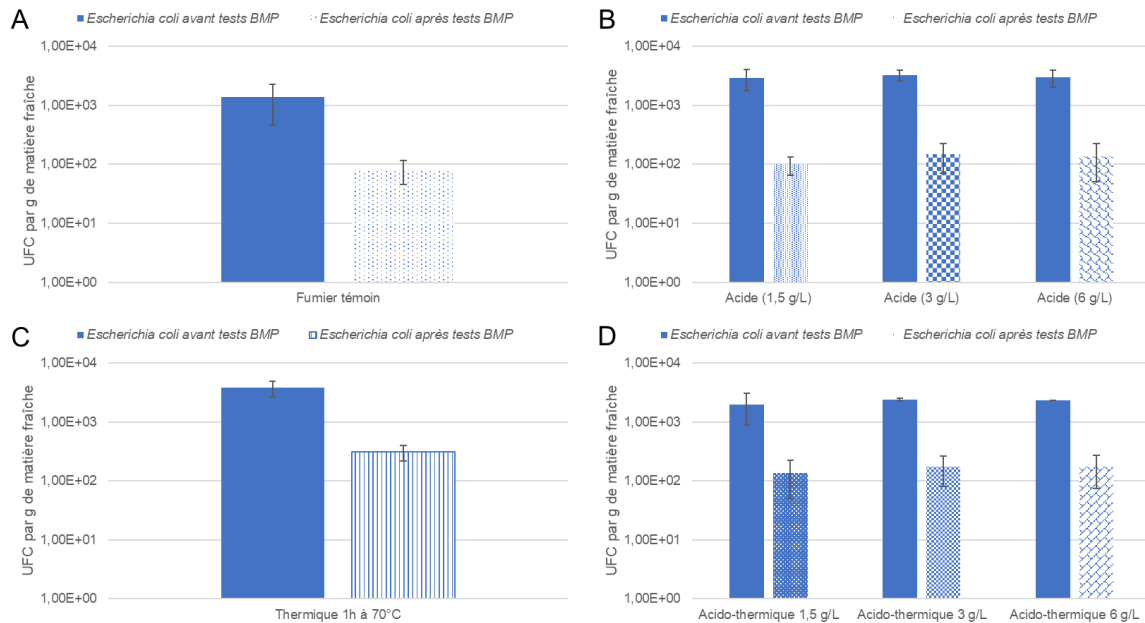 A
Escherichia coli avant tests BMP
Escherichia coli après tests BMP
UFC par g de matière fraîche
1,00E+04
1,00E+03
1,00E+02
1,00E+01
1,00E+00
Fumier témoin
B
Escherichia coli avant tests BMP
Escherichia coli après tests BMP
UFC par g de matière fraîche
1,00E+04
1,00E+03
1,00E+02
1,00E+01
1,00E+00
Acide (1,5 g/L)
Acide (3 g/L)
Acide (6 g/L)
C
Escherichia coli avant tests BMP
Escherichia coli après tests BMP
UFC par g de matière fraîche
1,00E+04
1,00E+03
1,00E+02
1,00E+01
1,00E+00
Thermique 1h à 70°C
D
Escherichia coli avant tests BMP
Escherichia coli après tests BMP
UFC par g de matière fraîche
1,00E+04
1,00E+03
1,00E+02
1,00E+01
1,00E+00
Acido-thermique 1,5 g/L
Acido-thermique 3 g/L
Acido-thermique 6 g/L